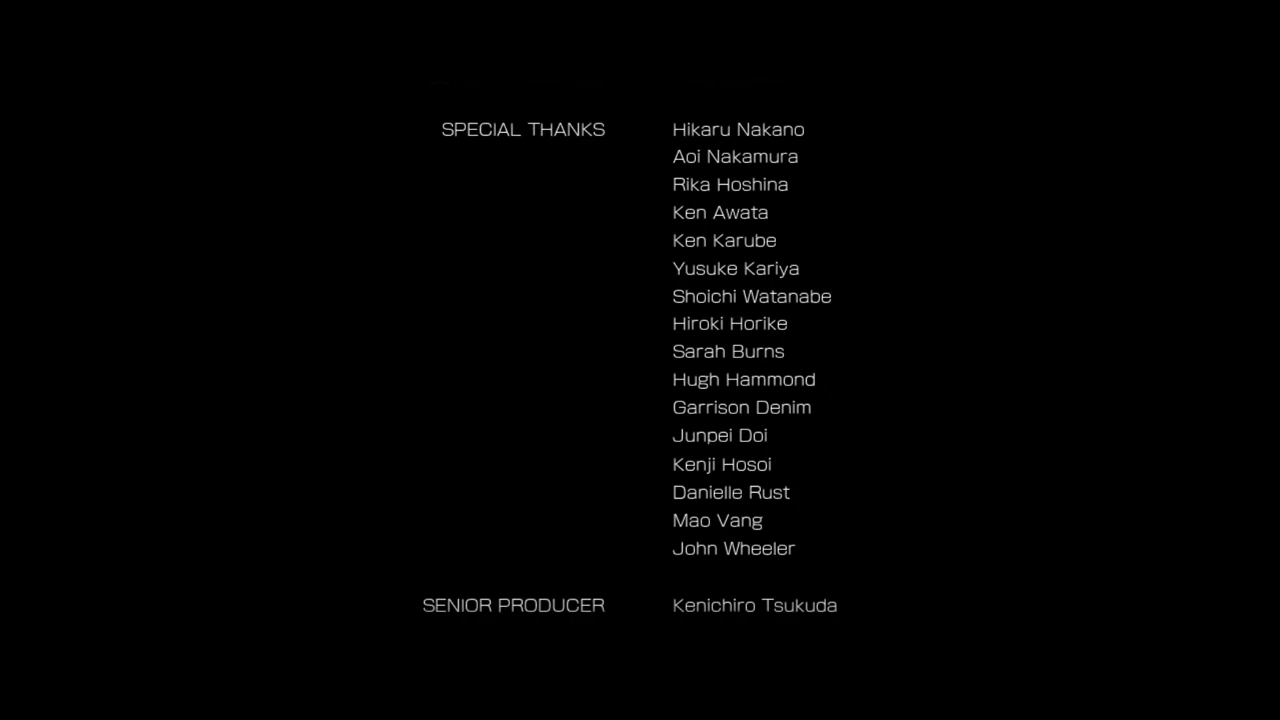 SPECIAL THANKS Hikaru Nakano
Aoi Nakamura
Rika Hoshina
Ken Awata
Ken Karube
Yusuke Kariya
Shoichi Watanabe
Hiroki Horike
Sarah Burns
Hugh Hammond
Garrison Denim
Junpei Doi
Kenji Hosoi
Danielle Rust
Mao Vang
John Wheeler
SENIOR PRODUCER Kenichiro Tsukuda